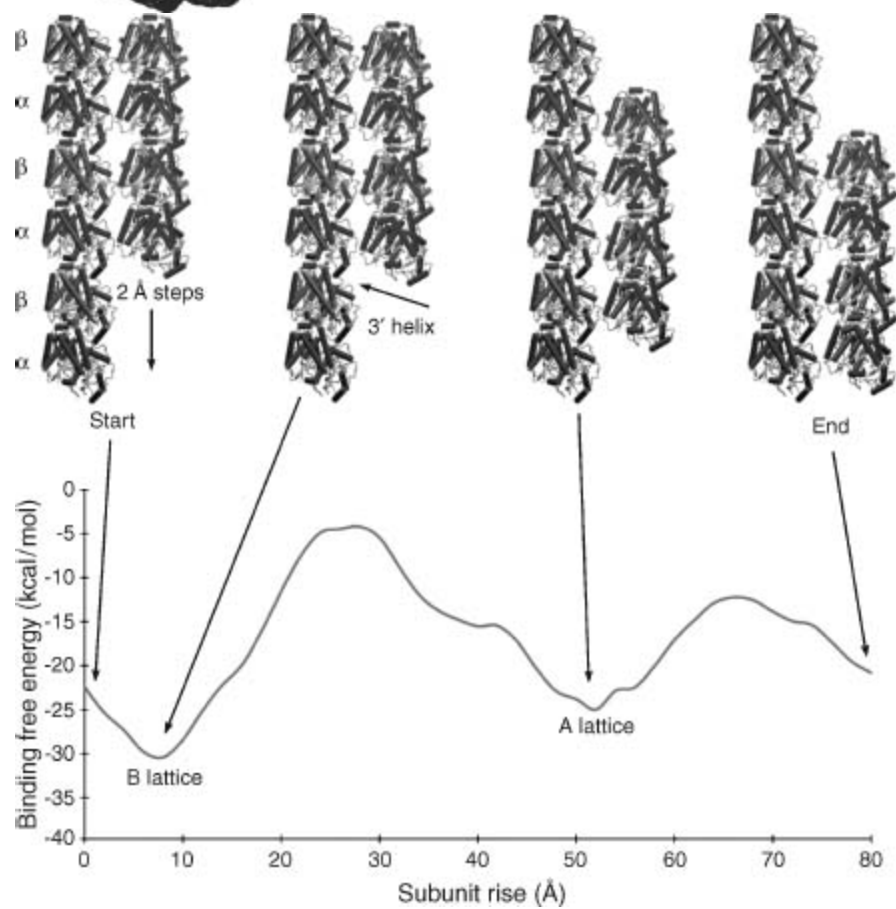 β
α
β
α
β
α
2 Å steps
3′ helix
Start
End
0
-5
-10
-15
-20
-25
-30
-35
-40
Binding free energy (kcal/mol)
B lattice
A lattice
0 10 20 30 40 50 60 70 80
Subunit rise (Å)